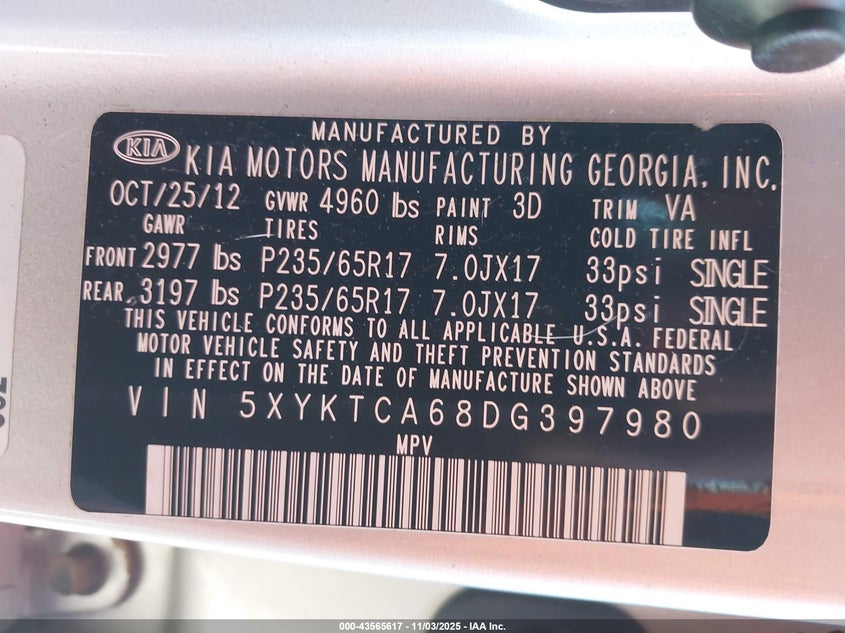 MANUFACTURED BY
KIA KIA MOTORS MANUFACTURING GEORGIA, INC.
OCT/25/12 GVWR 4960 lbs PAINT 3D TRIM VA
GAWR TIRES RIMS COLD TIRE INFL
FRONT 2977 lbs P235/65R17 7.0JX17 33psi SINGLE
REAR 3197 lbs P235/65R17 7.0JX17 33psi SINGLE
THIS VEHICLE CONFORMS TO ALL APPLICABLE U.S.A. FEDERAL
MOTOR VEHICLE SAFETY AND THEFT PREVENTION STANDARDS
IN EFFECT ON THE DATE OF MANUFACTURE SHOWN ABOVE
VIN 5XYKTCA68DG397980
MPV
000-43565617 - 11/03/2025 - IAA Inc.